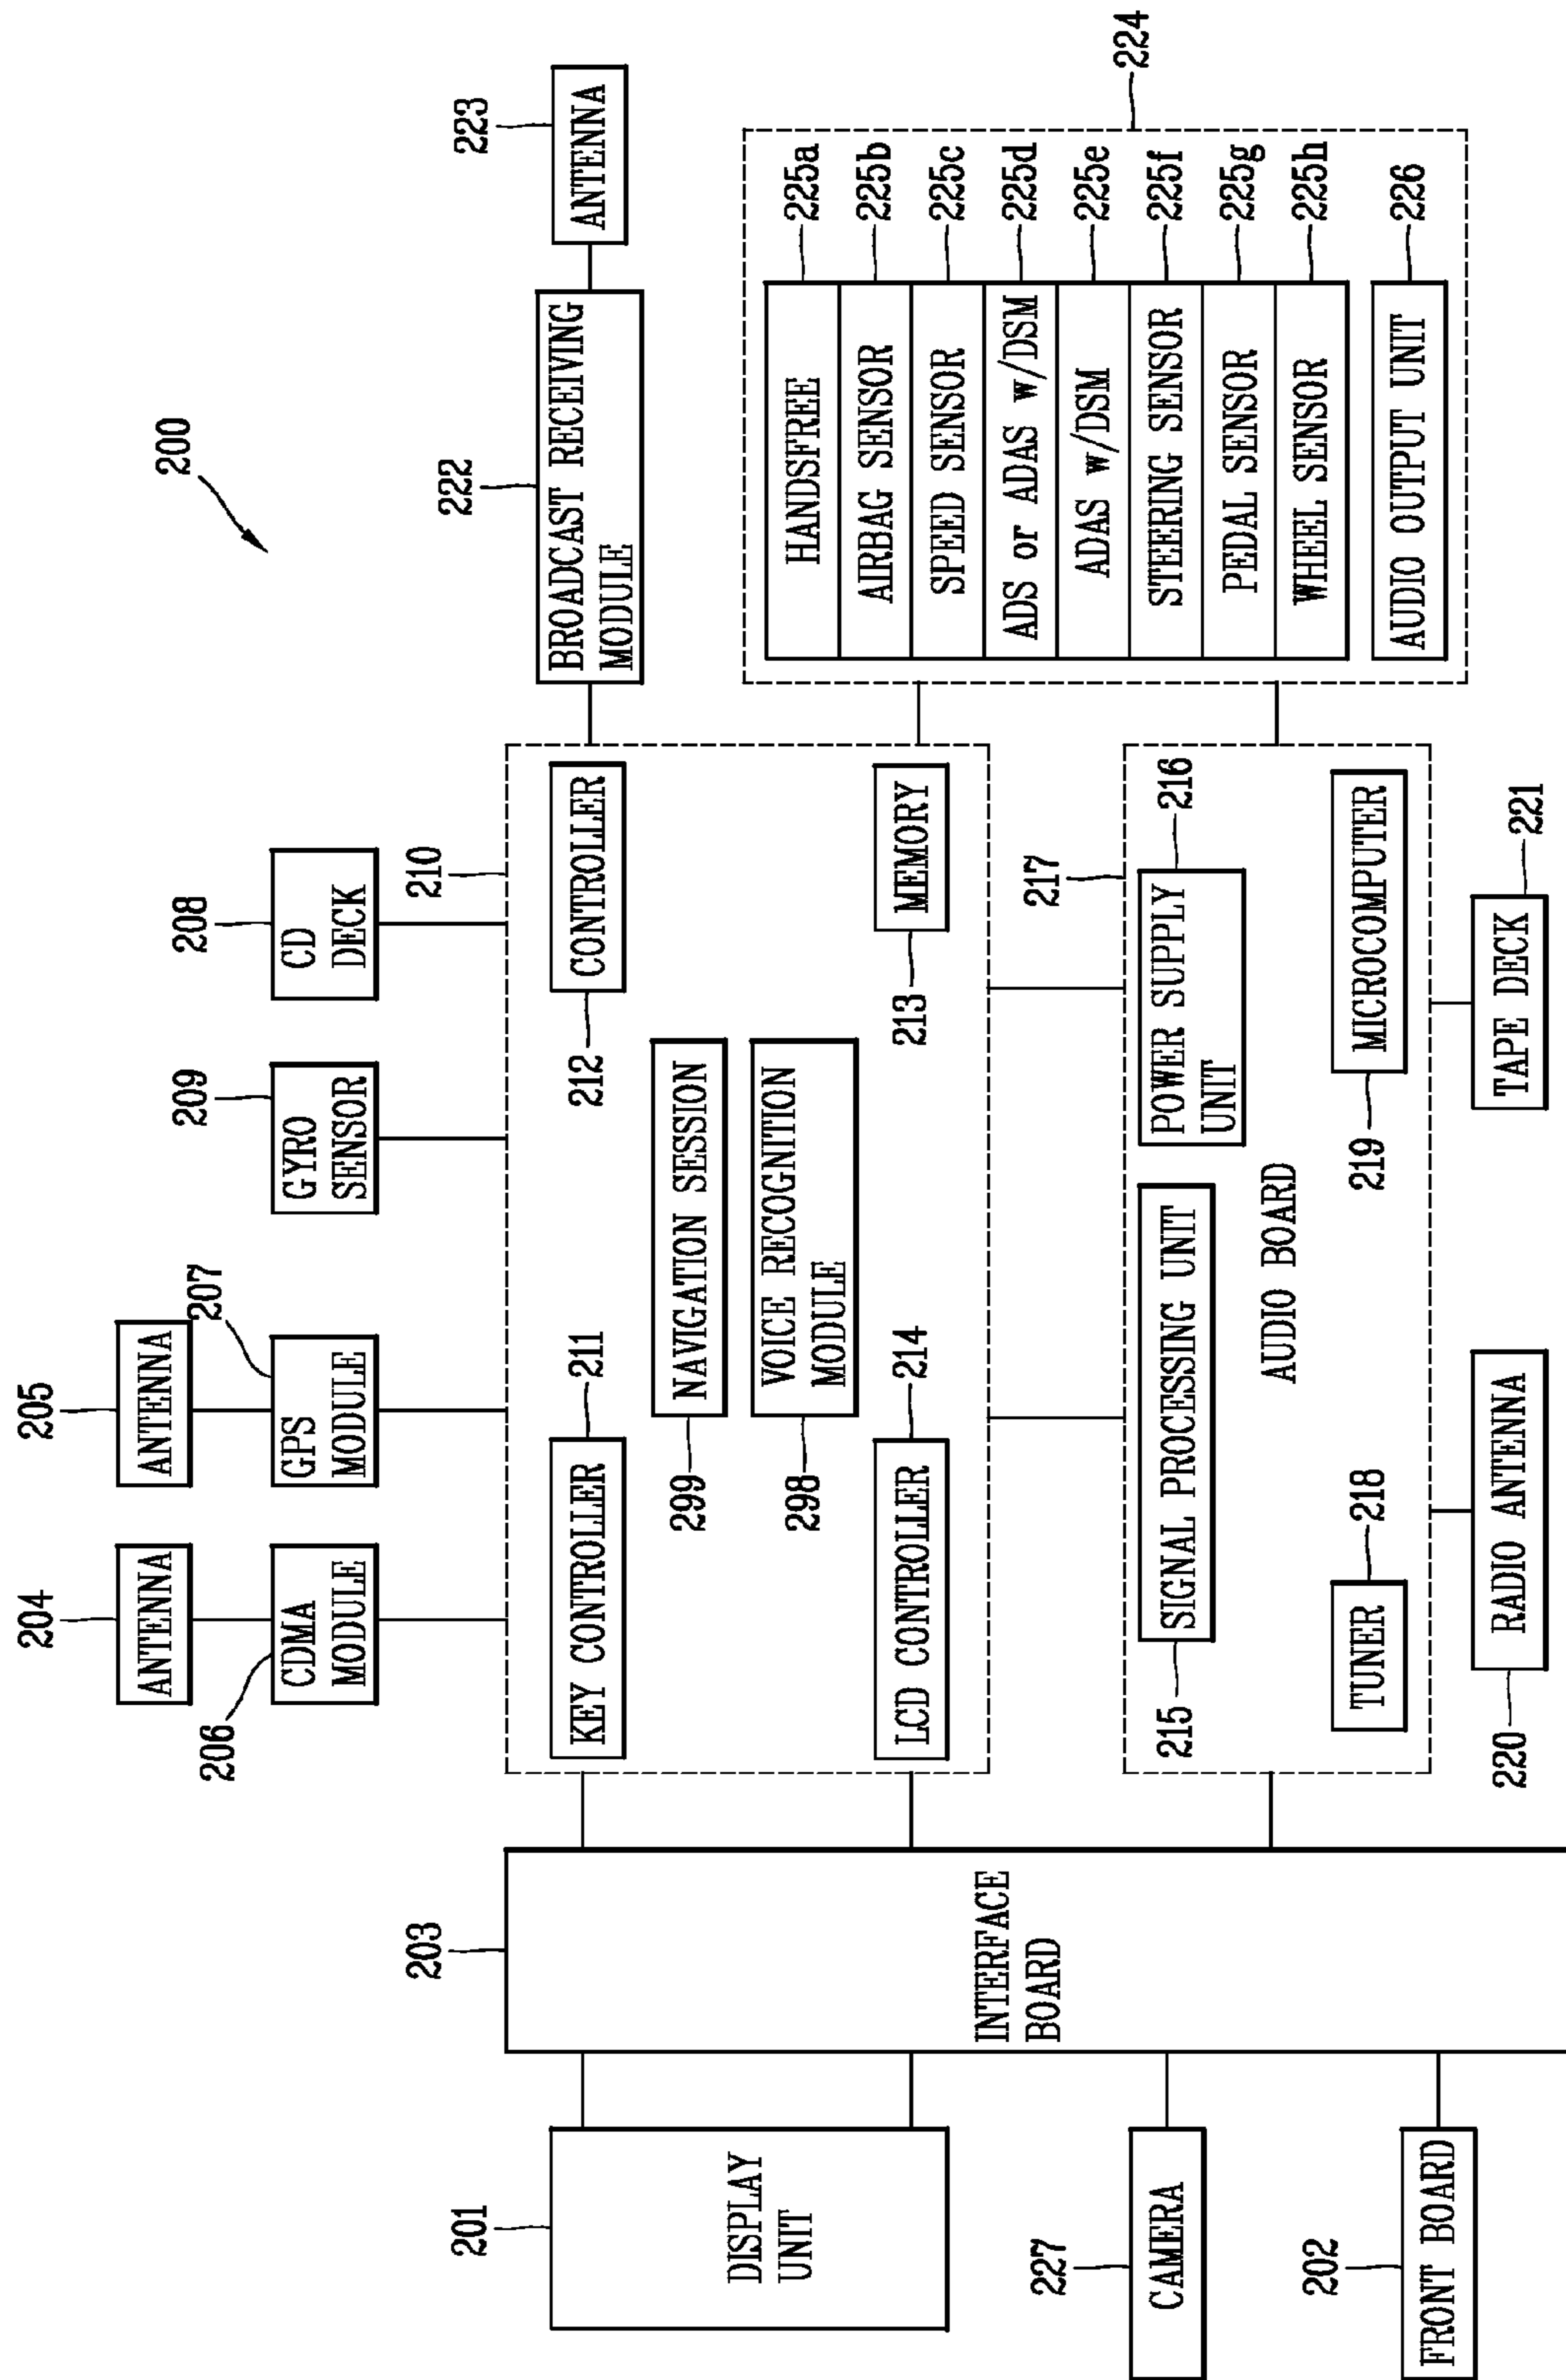 200
204
205
ANTENNA
ANTENNA
206
207
209
208
CDMA
MODULE
GPS
MODULE
GYRO
SENSOR
CD
DECK
222
223
BROADCAST RECEIVING
MODULE
ANTENNA
201
DISPLAY
UNIT
203
INTERFACE
BOARD
210
KEY CONTROLLER
211
212
CONTROLLER
299
NAVIGATION SESSION
298
VOICE RECOGNITION
MODULE
LCD CONTROLLER
214
213
MEMORY
224
HANDSFREE
225a
AIRBAG SENSOR
225b
SPEED SENSOR
225c
ADS or ADAS w/DSM
225d
ADAS w/DSM
225e
STEERING SENSOR
225f
PEDAL SENSOR
225g
WHEEL SENSOR
225h
AUDIO OUTPUT UNIT
226
227
CAMERA
202
FRONT BOARD
217
215
SIGNAL PROCESSING UNIT
POWER SUPPLY
UNIT
216
AUDIO BOARD
TUNER
218
219
MICROCOMPUTER
220
RADIO ANTENNA
TAPE DECK
221